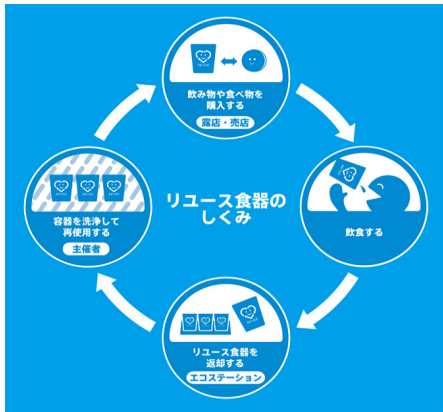 飲み物や食べ物を
購入する
露店・売店
リユース食器の
しくみ
飲食する
容器を洗浄して
再使用する
主催者
リユース食器を
返却する
エコステーション